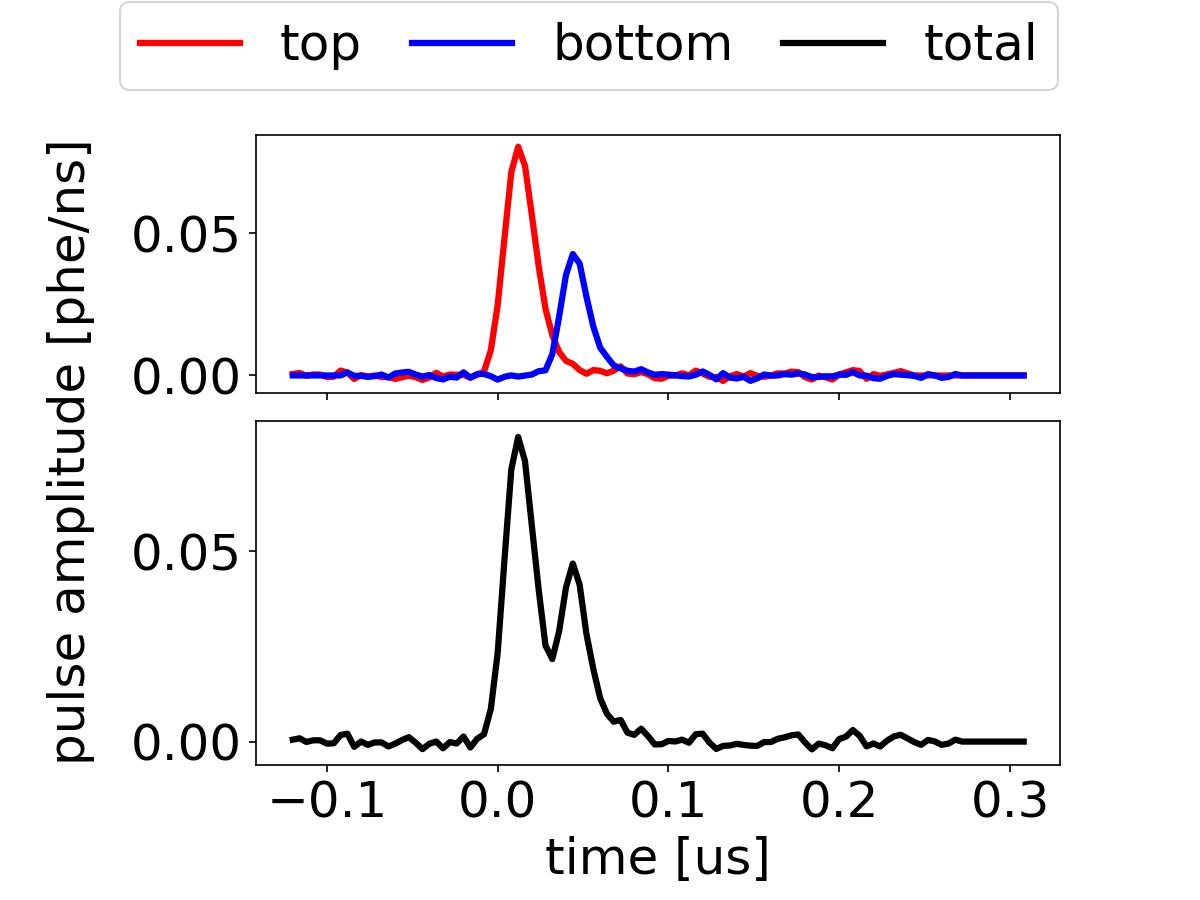 top bottom total
pulse amplitude [phe/ns]
0.05
0.00
0.05
0.00
−0.1 0.0 0.1 0.2 0.3
time [us]